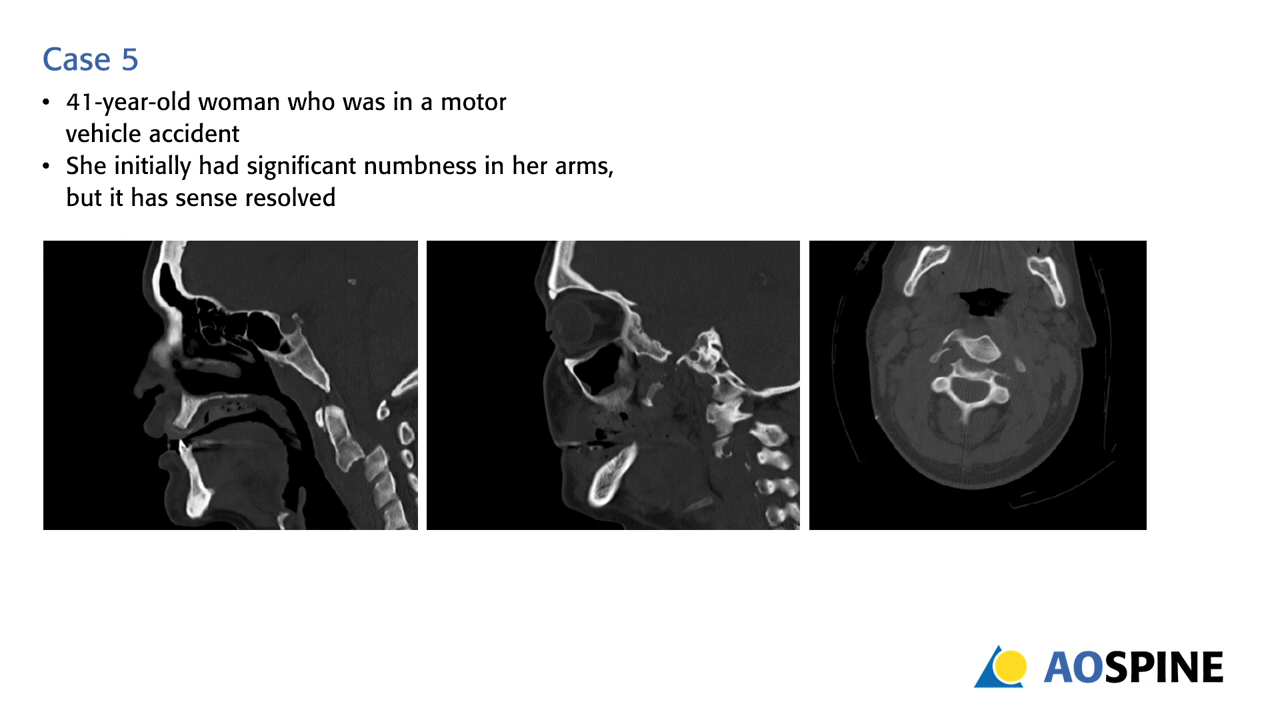 Case 5
• 41-year-old woman who was in a motor
vehicle accident
• She initially had significant numbness in her arms,
but it has sense resolved
AOSPINE